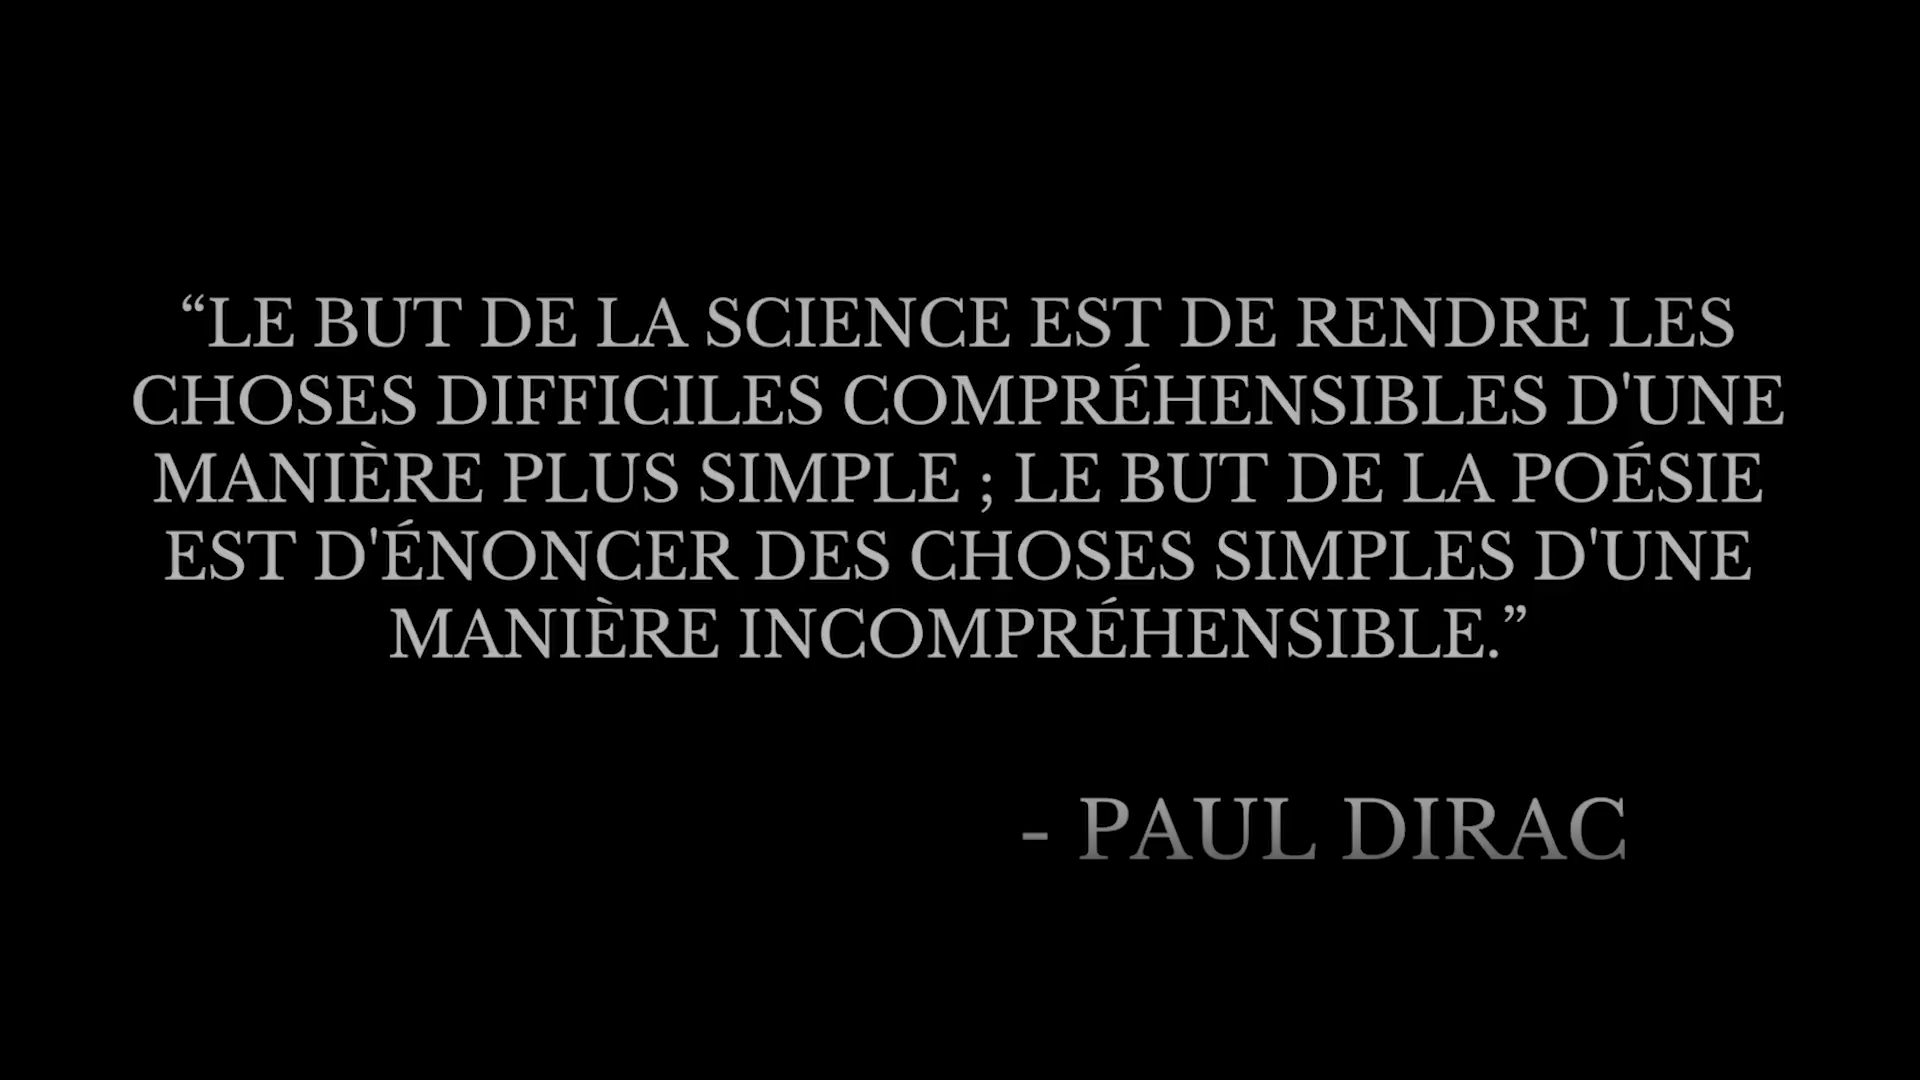 “LE BUT DE LA SCIENCE EST DE RENDRE LES
CHOSES DIFFICILES COMPRÉHENSIBLES D'UNE
MANIÈRE PLUS SIMPLE ; LE BUT DE LA POÉSIE
EST D'ÉNONCER DES CHOSES SIMPLES D'UNE
MANIÈRE INCOMPRÉHENSIBLE.”
- PAUL DIRAC